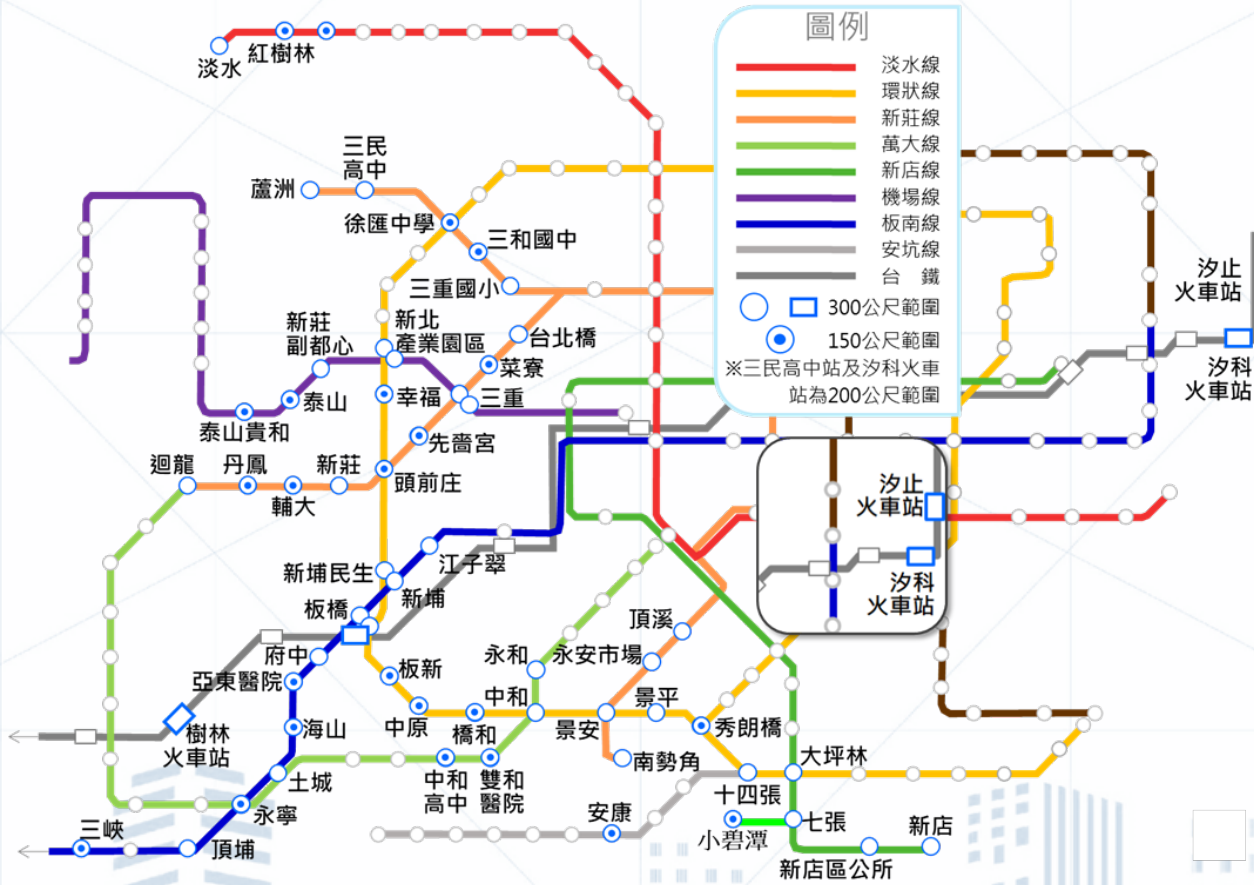 圖例
淡水線
環狀線
新莊線
萬大線
新店線
機場線
板南線
安坑線
台 鐵
300公尺範圍
150公尺範圍
※三民高中站及汐科火車
站為200公尺範圍
淡水
紅樹林
三民
高中
蘆洲
徐匯中學
三和國中
三重國小
台北橋
菜寮
新莊
副都心
新北
產業園區
泰山
幸福
三重
泰山貴和
先嗇宮
迴龍
丹鳳
輔大
新莊
頭前庄
江子翠
新埔民生
新埔
板橋
府中
亞東醫院
板新
海山
樹林
火車站
中原
橋和
中和
永和
永安市場
頂溪
景安
景平
秀朗橋
南勢角
土城
中和
高中
雙和
醫院
永寧
三峽
頂埔
安康
十四張
大坪林
小碧潭
七張
新店區公所
新店
汐止
火車站
汐科
火車站
汐止
火車站
汐科
火車站